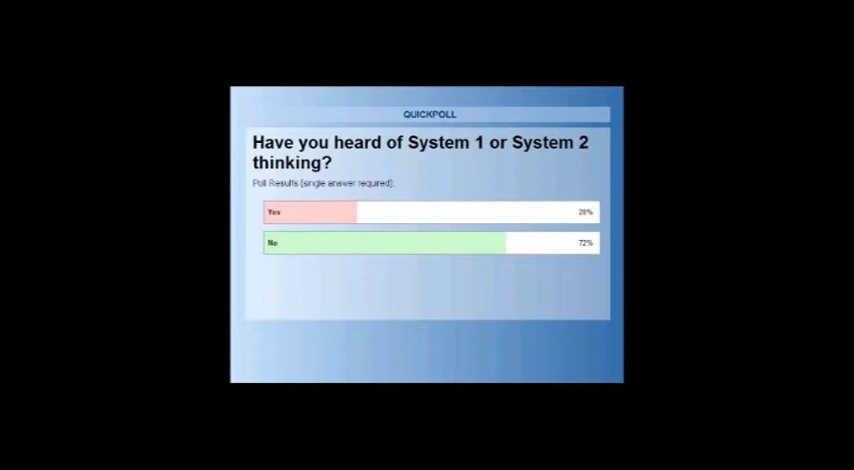 QUICKPOLL
Have you heard of System 1 or System 2
thinking?
Poll Results (single answer required):
Yes 28%
No 72%